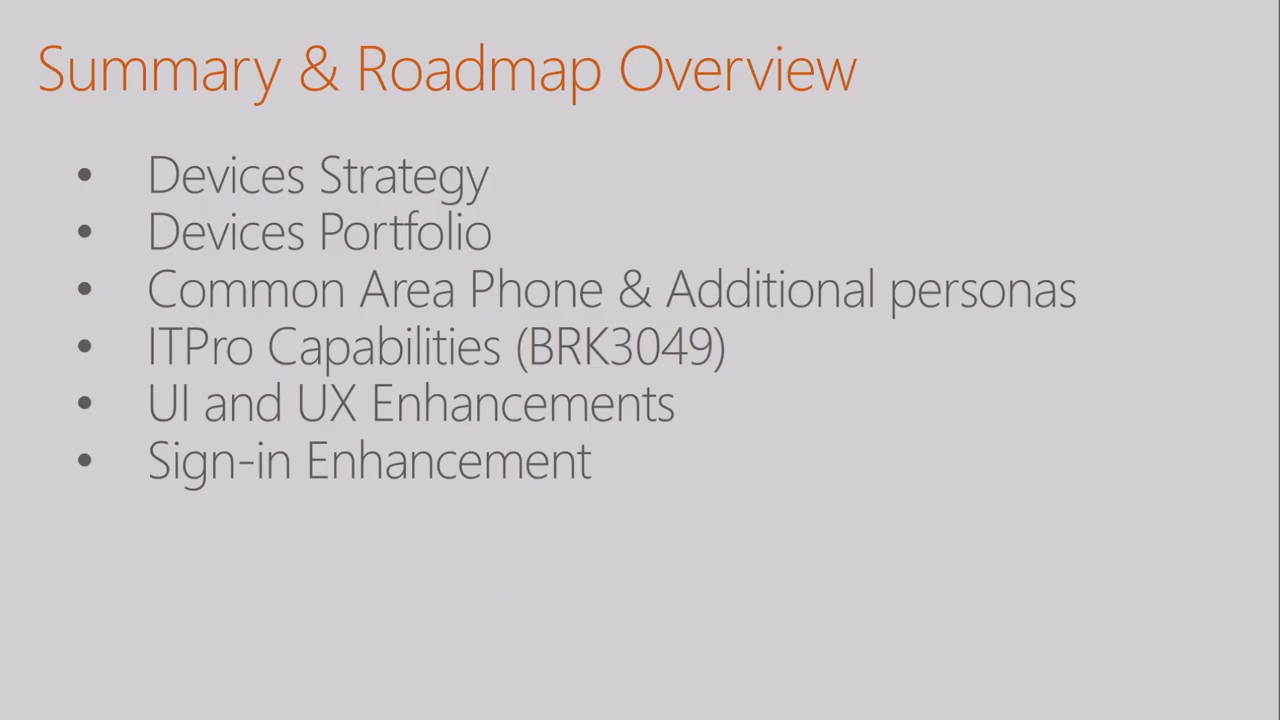 Summary & Roadmap Overview
• Devices Strategy
• Devices Portfolio
• Common Area Phone & Additional personas
• ITPro Capabilities (BRK3049)
• UI and UX Enhancements
• Sign-in Enhancement